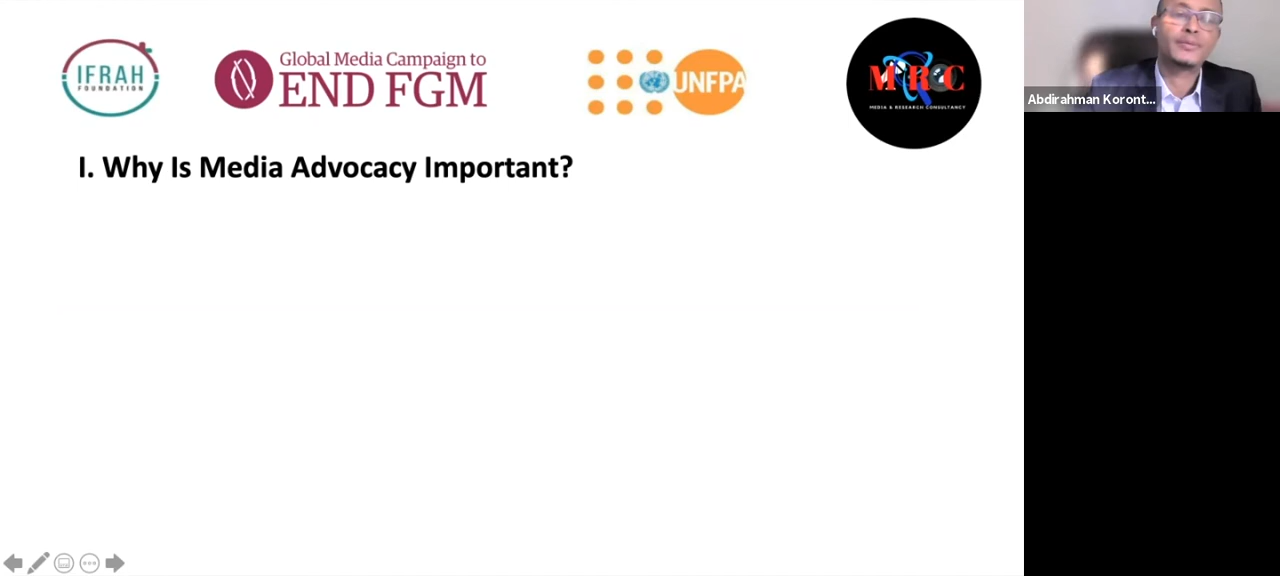 IFRAH
FOUNDATION
Global Media Campaign to
END FGM
UNFPA
MRC
MEDIA & RESEARCH CONSULTANCY
Abdirahman Koront...
I. Why Is Media Advocacy Important?